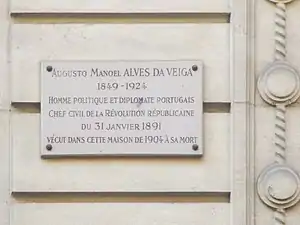 AUGUSTO MANOEL ALVES DA VEIGA
1849-1924
HOMME POLITIQUE ET DIPLOMATE PORTUGAIS
CHEF CIVIL DE LA RÉVOLUTION RÉPUBLICAINE
DU 31 JANVIER 1891
VÉCUT DANS CETTE MAISON DE 1904 À SA MORT